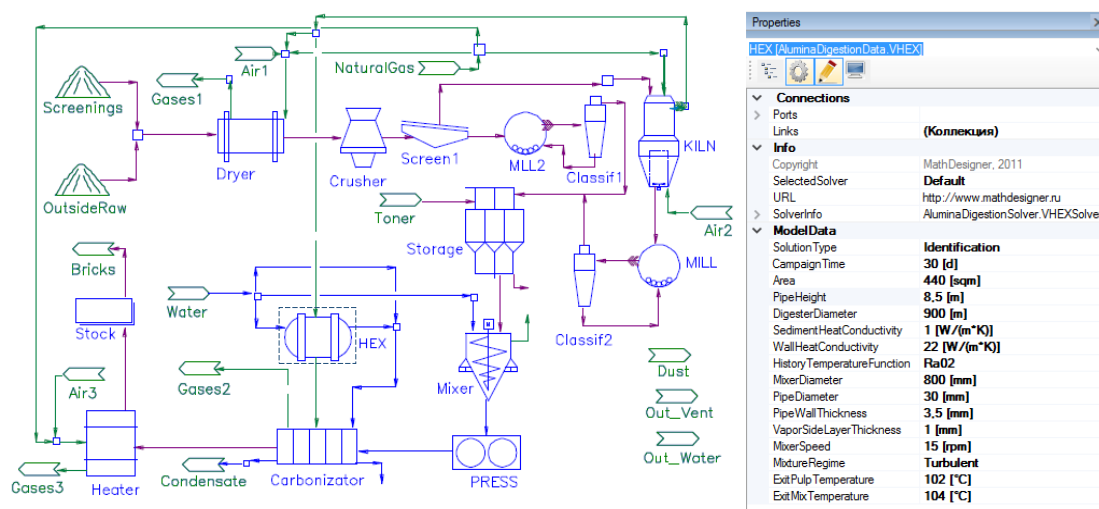 Screenings
OutsideRaw
Air1
Gases1
NaturalGas
Dryer
Crusher
Screen1
MLL2
Classif1
KILN
Toner
Storage
Air2
MILL
Classif2
Bricks
Stock
Water
HEX
Mixer
Gases2
Air3
Dust
Out_Vent
Out_Water
Gases3
Heater
Condensate
Carbonizator
PRESS
Properties
HEX [AluminaDigestionData.VHEX]
Connections
Ports
Links (Коллекция)
Info
Copyright MathDesigner, 2011
SelectedSolver Default
URL http://www.mathdesigner.ru
SolverInfo AluminaDigestionSolver.VHEXSolve
ModelData
SolutionType Identification
CampaignTime 30 [d]
Area 440 [sqm]
PipeHeight 8,5 [m]
DigesterDiameter 900 [m]
SedimentHeatConductivity 1 [W/(m*K)]
WallHeatConductivity 22 [W/(m*K)]
HistoryTemperatureFunction Ra02
MixerDiameter 800 [mm]
PipeDiameter 30 [mm]
PipeWallThickness 3,5 [mm]
VaporSideLayerThickness 1 [mm]
MixerSpeed 15 [rpm]
MixtureRegime Turbulent
ExitPulpTemperature 102 [°C]
ExitMixTemperature 104 [°C]